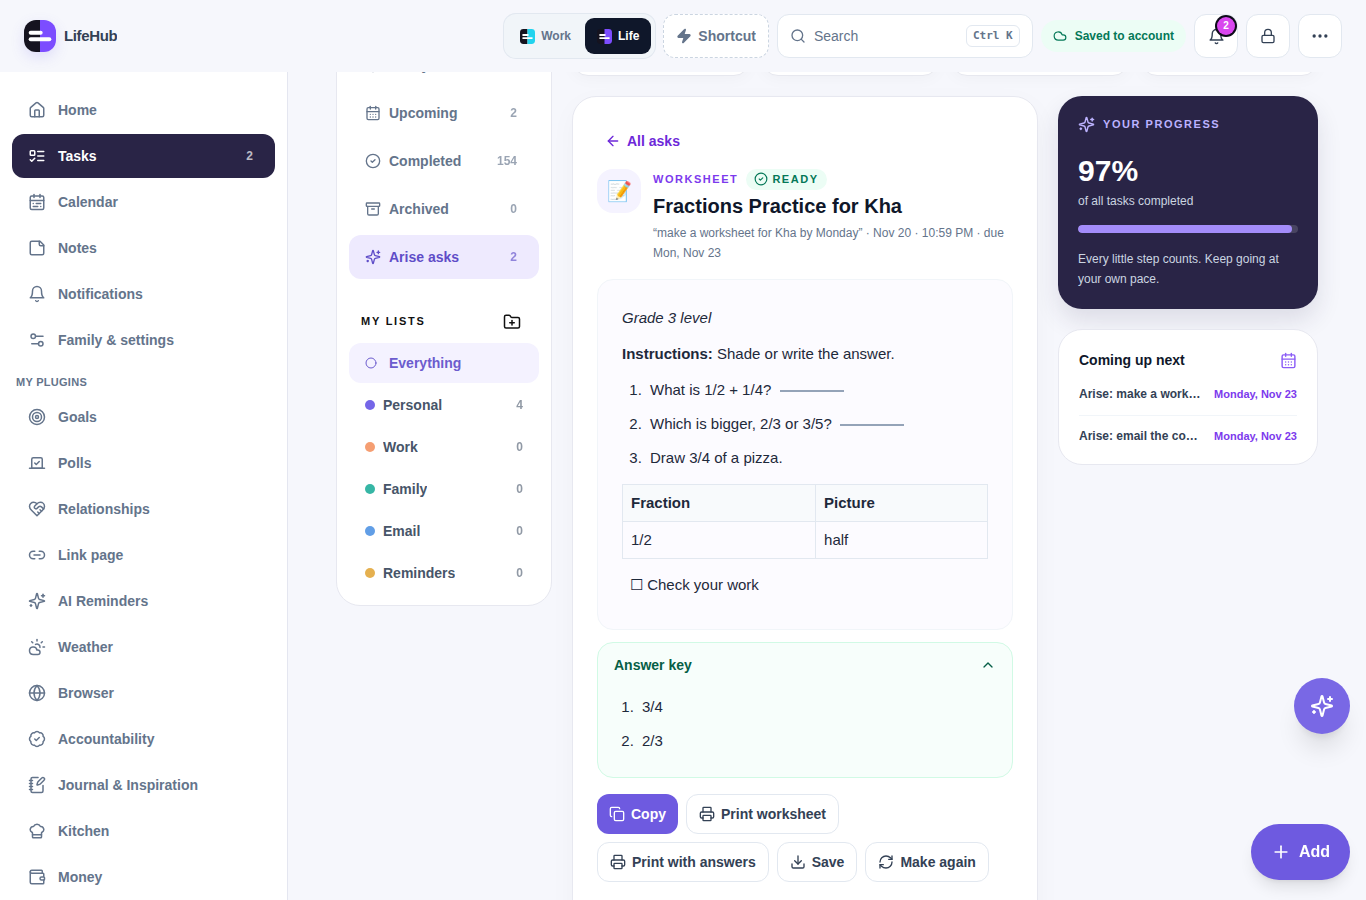 LifeHub
Work
Life
Shortcut
Search
Ctrl K
Saved to account
2
Home
Tasks 2
Calendar
Notes
Notifications
Family & settings
MY PLUGINS
Goals
Polls
Relationships
Link page
AI Reminders
Weather
Browser
Accountability
Journal & Inspiration
Kitchen
Money
Upcoming 2
Completed 154
Archived 0
Arise asks 2
MY LISTS
Everything
Personal 4
Work 0
Family 0
Email 0
Reminders 0
All asks
WORKSHEET READY
Fractions Practice for Kha
“make a worksheet for Kha by Monday” · Nov 20 · 10:59 PM · due
Mon, Nov 23
Grade 3 level
Instructions: Shade or write the answer.
1. What is 1/2 + 1/4?
2. Which is bigger, 2/3 or 3/5?
3. Draw 3/4 of a pizza.
Fraction Picture
1/2 half
☐ Check your work
Answer key
1. 3/4
2. 2/3
Copy
Print worksheet
Print with answers
Save
Make again
YOUR PROGRESS
97%
of all tasks completed
Every little step counts. Keep going at
your own pace.
Coming up next
Arise: make a work… Monday, Nov 23
Arise: email the co… Monday, Nov 23
Add